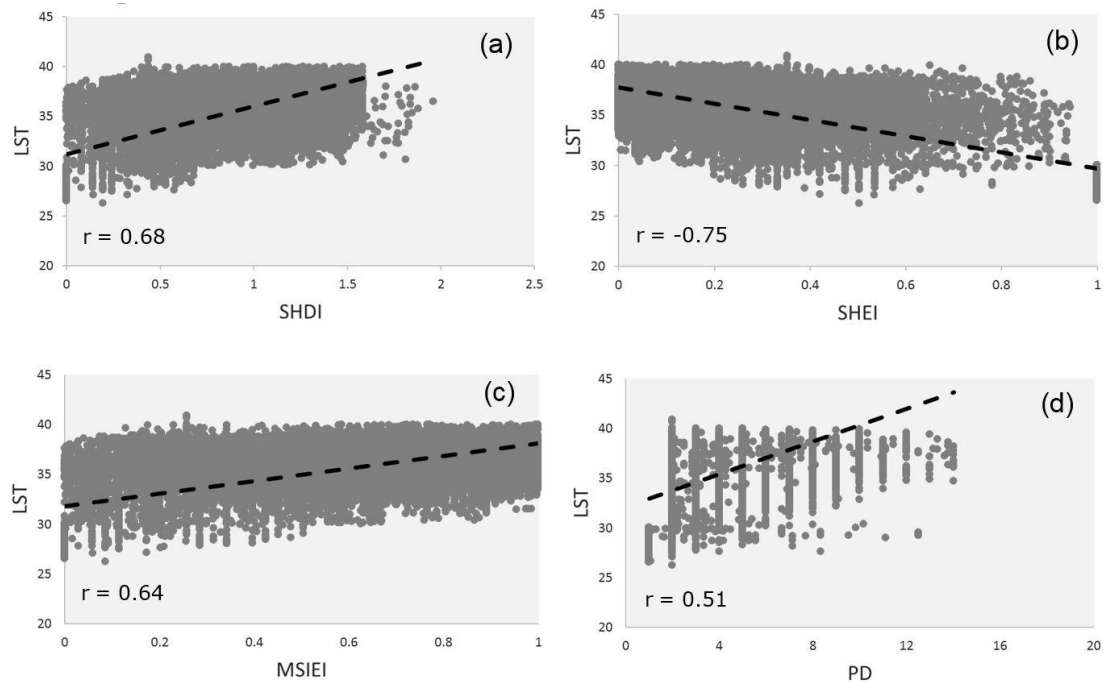 (a)
45
40
35
30
25
20
LST
r = 0.68
0 0.5 1 1.5 2 2.5
SHDI
(b)
45
40
35
30
25
20
LST
r = -0.75
0 0.2 0.4 0.6 0.8 1
SHEI
(c)
45
40
35
30
25
20
LST
r = 0.64
0 0.2 0.4 0.6 0.8 1
MSIEI
(d)
45
40
35
30
25
20
LST
r = 0.51
0 4 8 12 16 20
PD